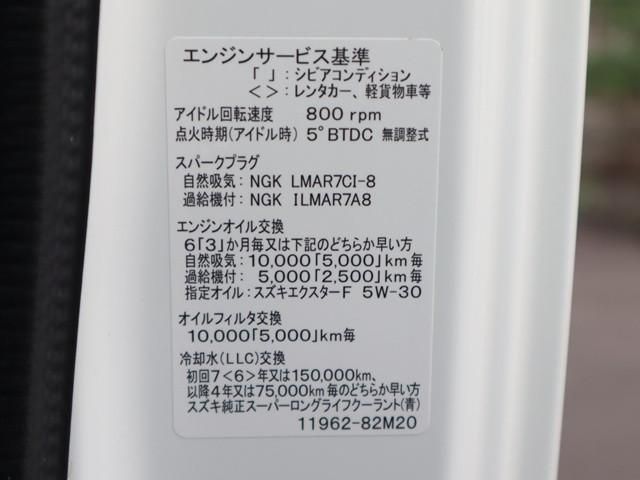 エンジンサービス基準
「 」：シビアコンディション
＜ ＞：レンタカー、軽貨物車等
アイドル回転速度 800 rpm
点火時期(アイドル時) 5°BTDC 無調整式
スパークプラグ
自然吸気：NGK LMAR7CI-8
過給機付：NGK ILMAR7A8
エンジンオイル交換
6「3」か月毎又は下記のどちらか早い方
自然吸気：10,000「5,000」km毎
過給機付：5,000「2,500」km毎
指定オイル：スズキエクスターF 5W-30
オイルフィルタ交換
10,000「5,000」km毎
冷却水(LLC)交換
初回7＜6＞年又は150,000km、
以降4年又は75,000km毎のどちらか早い方
スズキ純正スーパーロングライフクーラント(青)
11962-82M20